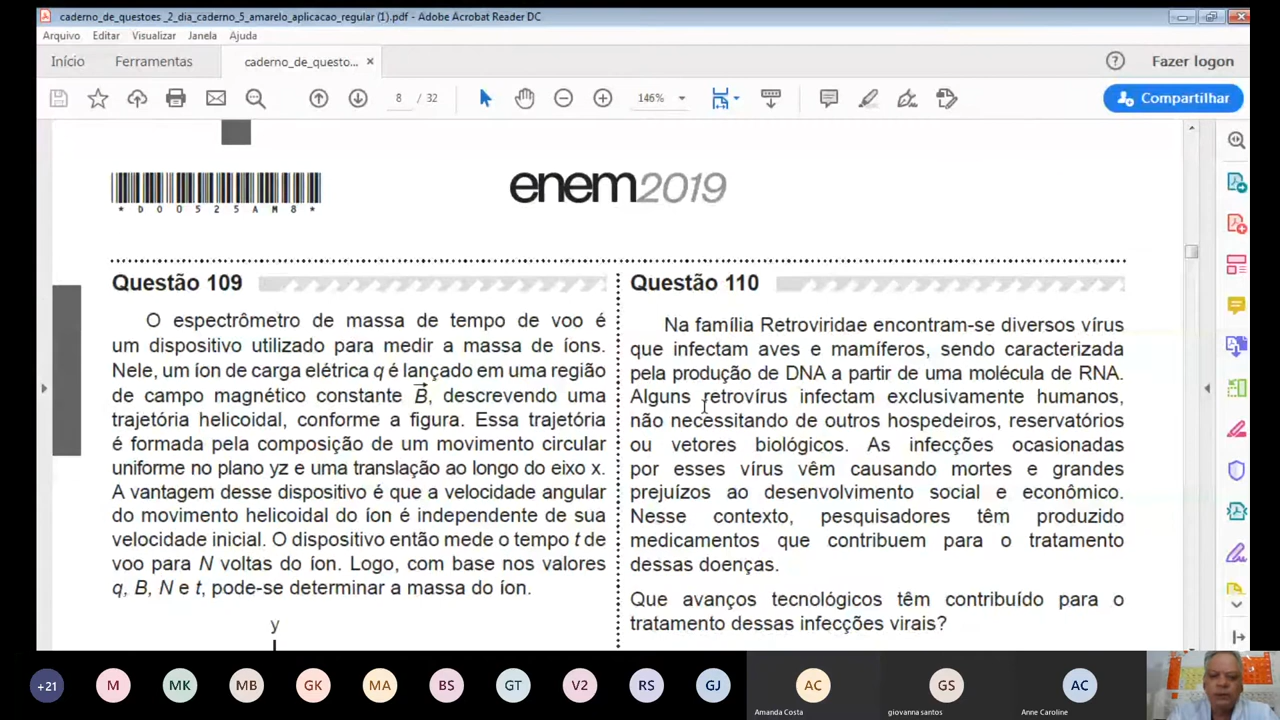 caderno_de_questoes _2_dia_caderno_5_amarelo_aplicacao_regular (1).pdf - Adobe Acrobat Reader DC
Arquivo Editar Visualizar Janela Ajuda
Início Ferramentas caderno_de_questo... × Fazer logon
8 / 32 146% Compartilhar
*D00525AM8*
enem2019
Questão 109
O espectrômetro de massa de tempo de voo é
um dispositivo utilizado para medir a massa de íons.
Nele, um íon de carga elétrica q é lançado em uma região
de campo magnético constante B⃗, descrevendo uma
trajetória helicoidal, conforme a figura. Essa trajetória
é formada pela composição de um movimento circular
uniforme no plano yz e uma translação ao longo do eixo x.
A vantagem desse dispositivo é que a velocidade angular
do movimento helicoidal do íon é independente de sua
velocidade inicial. O dispositivo então mede o tempo t de
voo para N voltas do íon. Logo, com base nos valores
q, B, N e t, pode-se determinar a massa do íon.
y
Questão 110
Na família Retroviridae encontram-se diversos vírus
que infectam aves e mamíferos, sendo caracterizada
pela produção de DNA a partir de uma molécula de RNA.
Alguns retrovírus infectam exclusivamente humanos,
não necessitando de outros hospedeiros, reservatórios
ou vetores biológicos. As infecções ocasionadas
por esses vírus vêm causando mortes e grandes
prejuízos ao desenvolvimento social e econômico.
Nesse contexto, pesquisadores têm produzido
medicamentos que contribuem para o tratamento
dessas doenças.
Que avanços tecnológicos têm contribuído para o
tratamento dessas infecções virais?
+21 M MK MB GK MA BS GT V2 RS GJ AC GS AC
Amanda Costa giovanna santos Anne Caroline